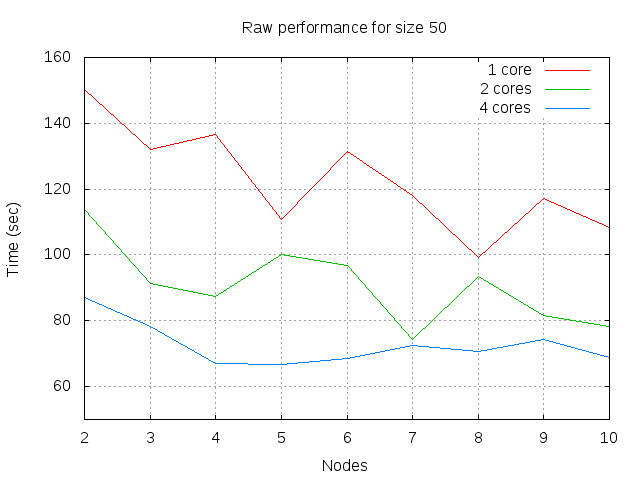 Raw performance for size 50
160
140
120
100
80
60
Time (sec)
1 core
2 cores
4 cores
2 3 4 5 6 7 8 9 10
Nodes